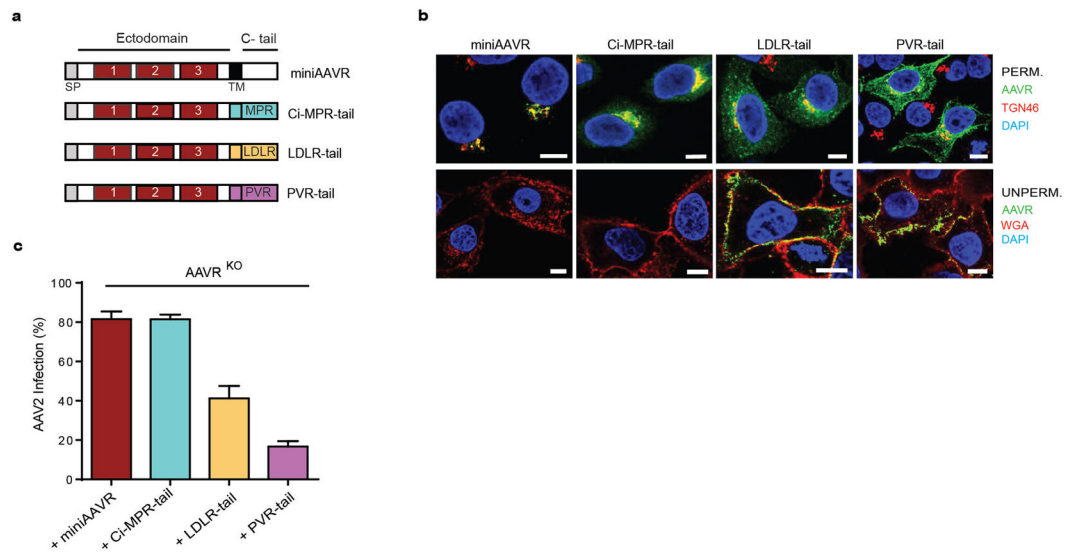 a
Ectodomain
C- tail
1 2 3 miniAAVR
SP TM
1 2 3 MPR Ci-MPR-tail
1 2 3 LDLR LDLR-tail
1 2 3 PVR PVR-tail
b
miniAAVR Ci-MPR-tail LDLR-tail PVR-tail
PERM.
AAVR
TGN46
DAPI
UNPERM.
AAVR
WGA
DAPI
c
AAVR KO
AAV2 Infection (%)
100
80
60
40
20
0
+ miniAAVR
+ Ci-MPR-tail
+ LDLR-tail
+ PVR-tail